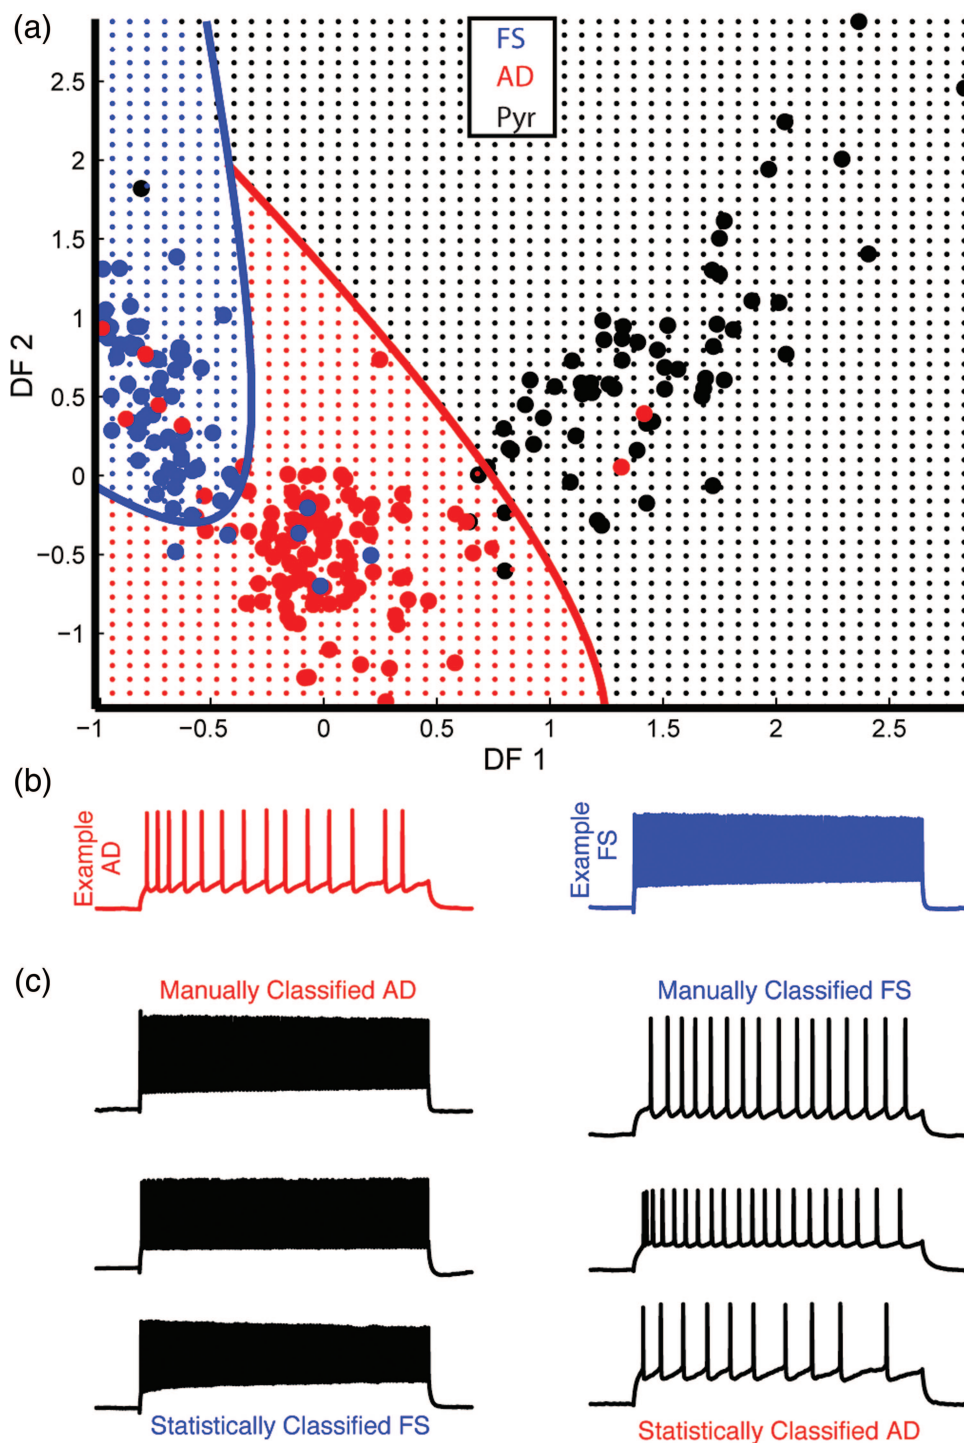 (a)
FS
AD
Pyr
2.5
2
1.5
1
0.5
0
−0.5
−1
DF 2
−1
−0.5
0
0.5
1
1.5
2
2.5
DF 1
(b)
Example
AD
Example
FS
(c)
Manually Classified AD
Manually Classified FS
Statistically Classified FS
Statistically Classified AD